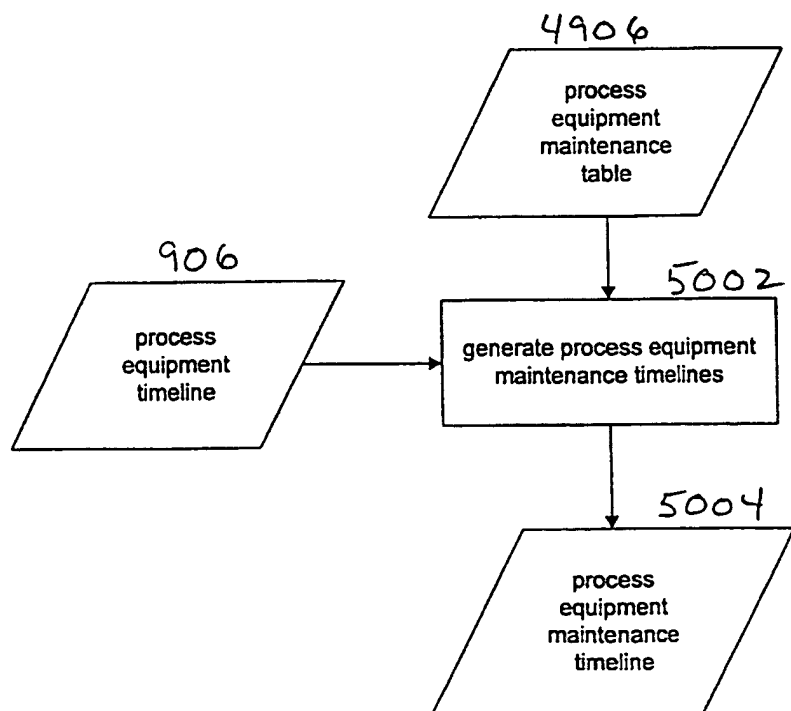 4906
process
equipment
maintenance
table
906
process
equipment
timeline
5002
generate process equipment
maintenance timelines
5004
process
equipment
maintenance
timeline